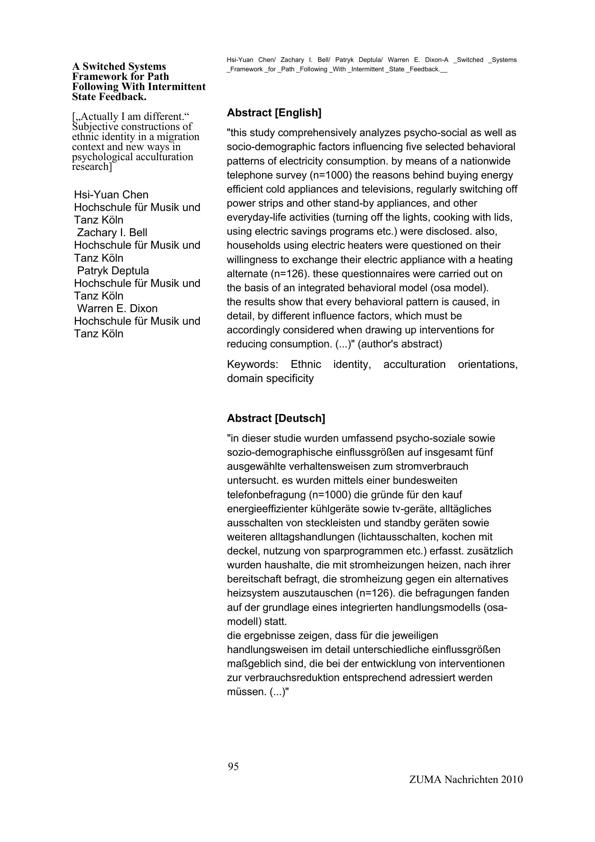 Hsi-Yuan Chen/ Zachary I. Bell/ Patryk Deptula/ Warren E. Dixon-A _Switched _Systems
_Framework _for _Path _Following _With _Intermittent _State _Feedback.__
A Switched Systems
Framework for Path
Following With Intermittent
State Feedback.
[„Actually I am different.“
Subjective constructions of
ethnic identity in a migration
context and new ways in
psychological acculturation
research]
Hsi-Yuan Chen
Hochschule für Musik und
Tanz Köln
Zachary I. Bell
Hochschule für Musik und
Tanz Köln
Patryk Deptula
Hochschule für Musik und
Tanz Köln
Warren E. Dixon
Hochschule für Musik und
Tanz Köln
Abstract [English]
"this study comprehensively analyzes psycho-social as well as
socio-demographic factors influencing five selected behavioral
patterns of electricity consumption. by means of a nationwide
telephone survey (n=1000) the reasons behind buying energy
efficient cold appliances and televisions, regularly switching off
power strips and other stand-by appliances, and other
everyday-life activities (turning off the lights, cooking with lids,
using electric savings programs etc.) were disclosed. also,
households using electric heaters were questioned on their
willingness to exchange their electric appliance with a heating
alternate (n=126). these questionnaires were carried out on
the basis of an integrated behavioral model (osa model).
the results show that every behavioral pattern is caused, in
detail, by different influence factors, which must be
accordingly considered when drawing up interventions for
reducing consumption. (...)" (author's abstract)
Keywords: Ethnic identity, acculturation orientations,
domain specificity
Abstract [Deutsch]
"in dieser studie wurden umfassend psycho-soziale sowie
sozio-demographische einflussgrößen auf insgesamt fünf
ausgewählte verhaltensweisen zum stromverbrauch
untersucht. es wurden mittels einer bundesweiten
telefonbefragung (n=1000) die gründe für den kauf
energieeffizienter kühlgeräte sowie tv-geräte, alltägliches
ausschalten von steckleisten und standby geräten sowie
weiteren alltagshandlungen (lichtausschalten, kochen mit
deckel, nutzung von sparprogrammen etc.) erfasst. zusätzlich
wurden haushalte, die mit stromheizungen heizen, nach ihrer
bereitschaft befragt, die stromheizung gegen ein alternatives
heizsystem auszutauschen (n=126). die befragungen fanden
auf der grundlage eines integrierten handlungsmodells (osa-
modell) statt.
die ergebnisse zeigen, dass für die jeweiligen
handlungsweisen im detail unterschiedliche einflussgrößen
maßgeblich sind, die bei der entwicklung von interventionen
zur verbrauchsreduktion entsprechend adressiert werden
müssen. (...)"
95
ZUMA Nachrichten 2010